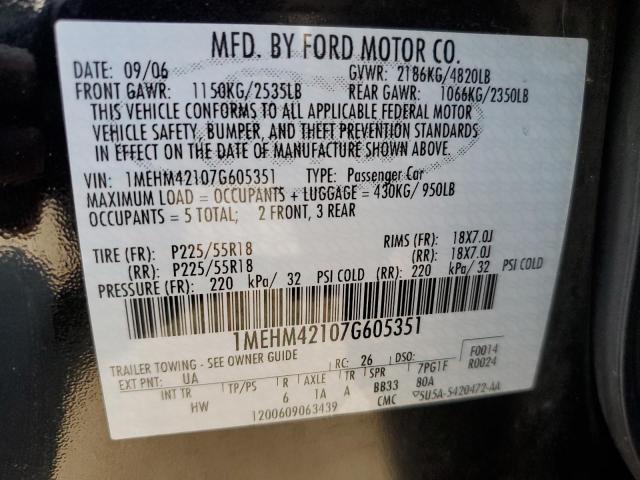 MFD. BY FORD MOTOR CO.
DATE: 09/06 GVWR: 2186KG/4820LB
FRONT GAWR: 1150KG/2535LB REAR GAWR: 1066KG/2350LB
THIS VEHICLE CONFORMS TO ALL APPLICABLE FEDERAL MOTOR
VEHICLE SAFETY, BUMPER, AND THEFT PREVENTION STANDARDS
IN EFFECT ON THE DATE OF MANUFACTURE SHOWN ABOVE.
VIN: 1MEHM42107G605351 TYPE: Passenger Car
MAXIMUM LOAD = OCCUPANTS + LUGGAGE = 430KG/ 950LB
OCCUPANTS = 5 TOTAL; 2 FRONT, 3 REAR
TIRE (FR): P225/55R18 RIMS (FR): 18X7.0J
(RR): P225/55R18 (RR): 18X7.0J
PRESSURE (FR): 220 kPa/ 32 PSI COLD (RR): 220 kPa/ 32 PSI COLD
1MEHM42107G605351
TRAILER TOWING - SEE OWNER GUIDE RC: 26 DSO: F0014
EXT PNT: UA R AXLE TR SPR 7PG1F R0024
INT TR TP/PS 6 1A A BB33 80A
HW 1200609063439 CMC ▽5U5A-5420472-AA